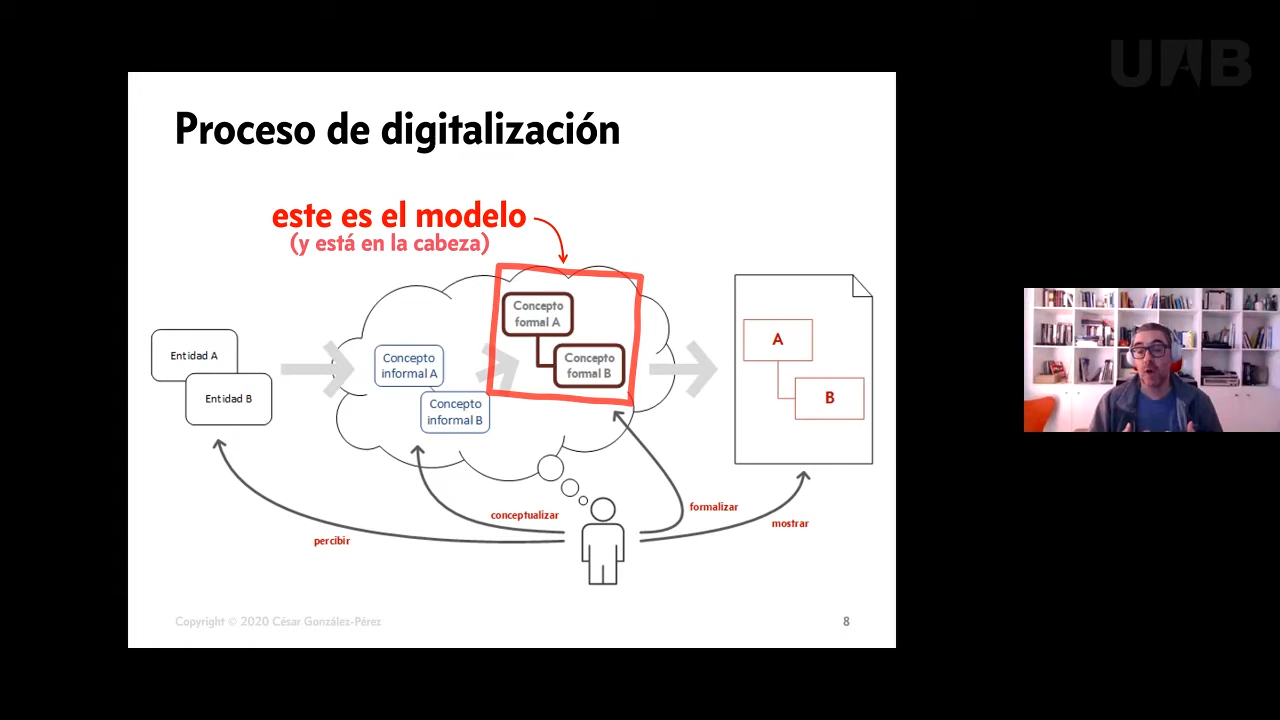 UAB
Proceso de digitalización
este es el modelo
(y está en la cabeza)
Concepto
formal A
Concepto
formal B
Entidad A
Entidad B
Concepto
informal A
Concepto
informal B
A
B
percibir
conceptualizar
formalizar
mostrar
Copyright © 2020 César González-Pérez
8